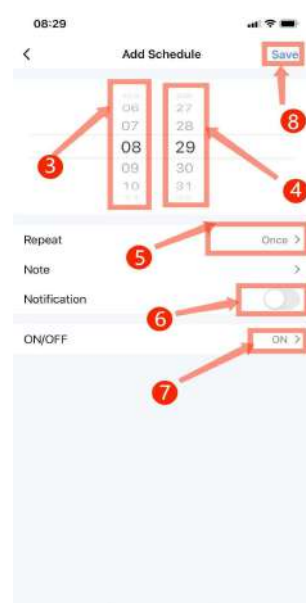 08:29
Add Schedule
Save
8
06 27
07 28
08 29
09 30
10 31
3
4
Repeat
Once
5
Note
Notification
6
ON/OFF
ON
7